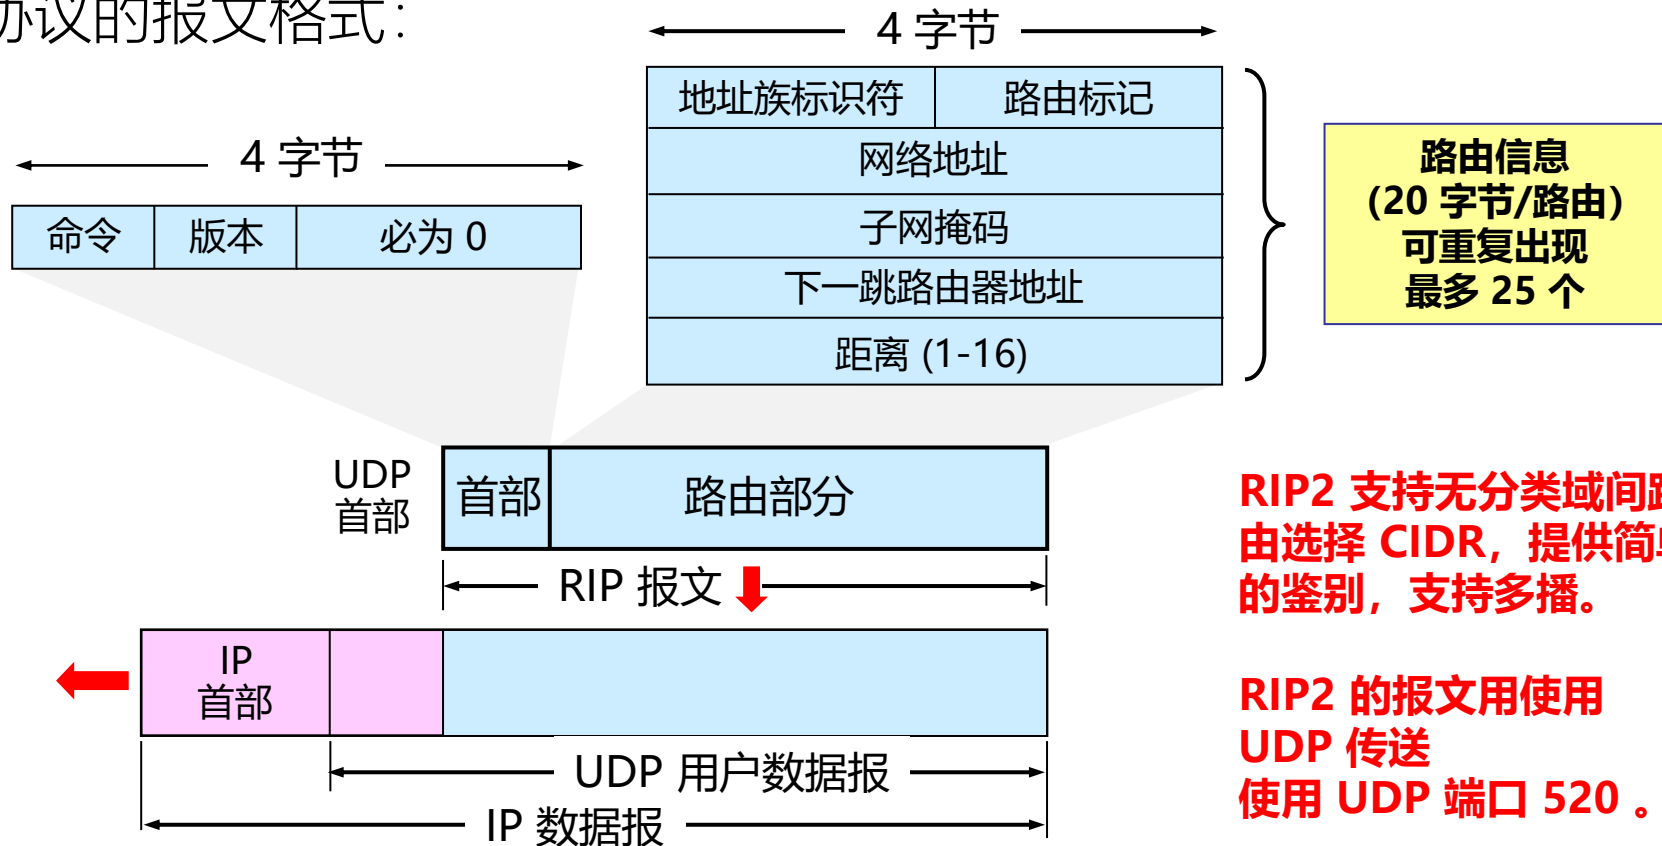 协议的报文格式：
4 字节
地址族标识符 路由标记
网络地址
子网掩码
下一跳路由器地址
距离 (1-16)
路由信息
（20 字节/路由）
可重复出现
最多 25 个
4 字节
命令 版本 必为 0
UDP
首部
首部 路由部分
RIP 报文
IP
首部
UDP 用户数据报
IP 数据报
RIP2 支持无分类域间路
由选择 CIDR，提供简单
的鉴别，支持多播。
RIP2 的报文用使用
UDP 传送
使用 UDP 端口 520 。